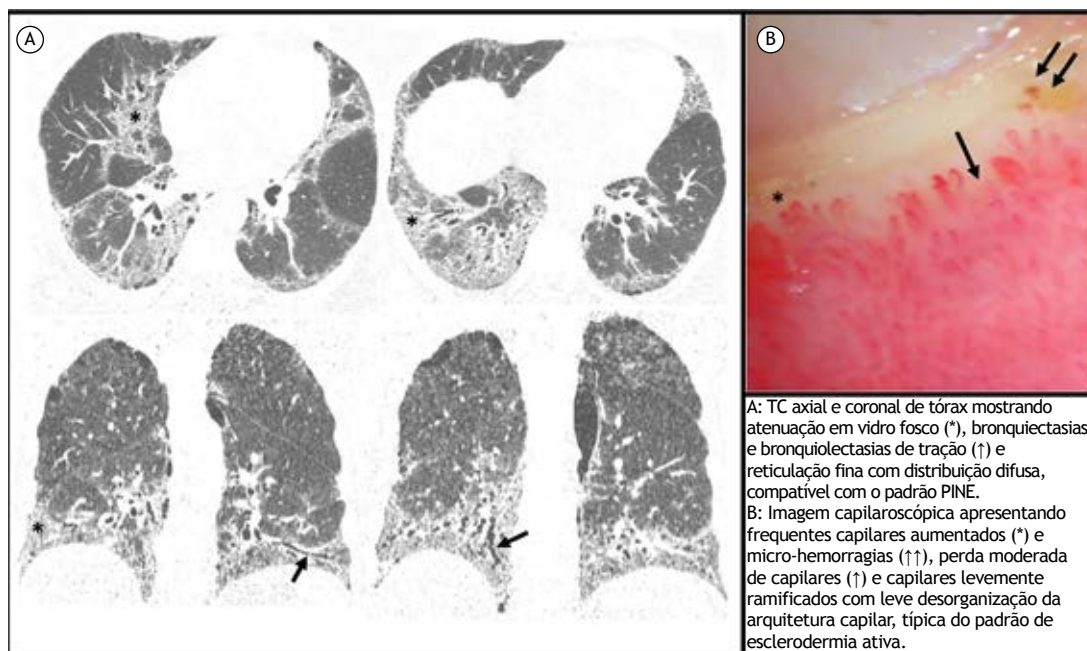 A
B
A: TC axial e coronal de tórax mostrando
atenuação em vidro fosco (*), bronquiectasias
e bronquiolectasias de tração (↑) e
reticulação fina com distribuição difusa,
compatível com o padrão PINE.
B: Imagem capilaroscópica apresentando
frequentes capilares aumentados (*) e
micro-hemorragias (↑↑), perda moderada
de capilares (↑) e capilares levemente
ramificados com leve desorganização da
arquitetura capilar, típica do padrão de
esclerodermia ativa.